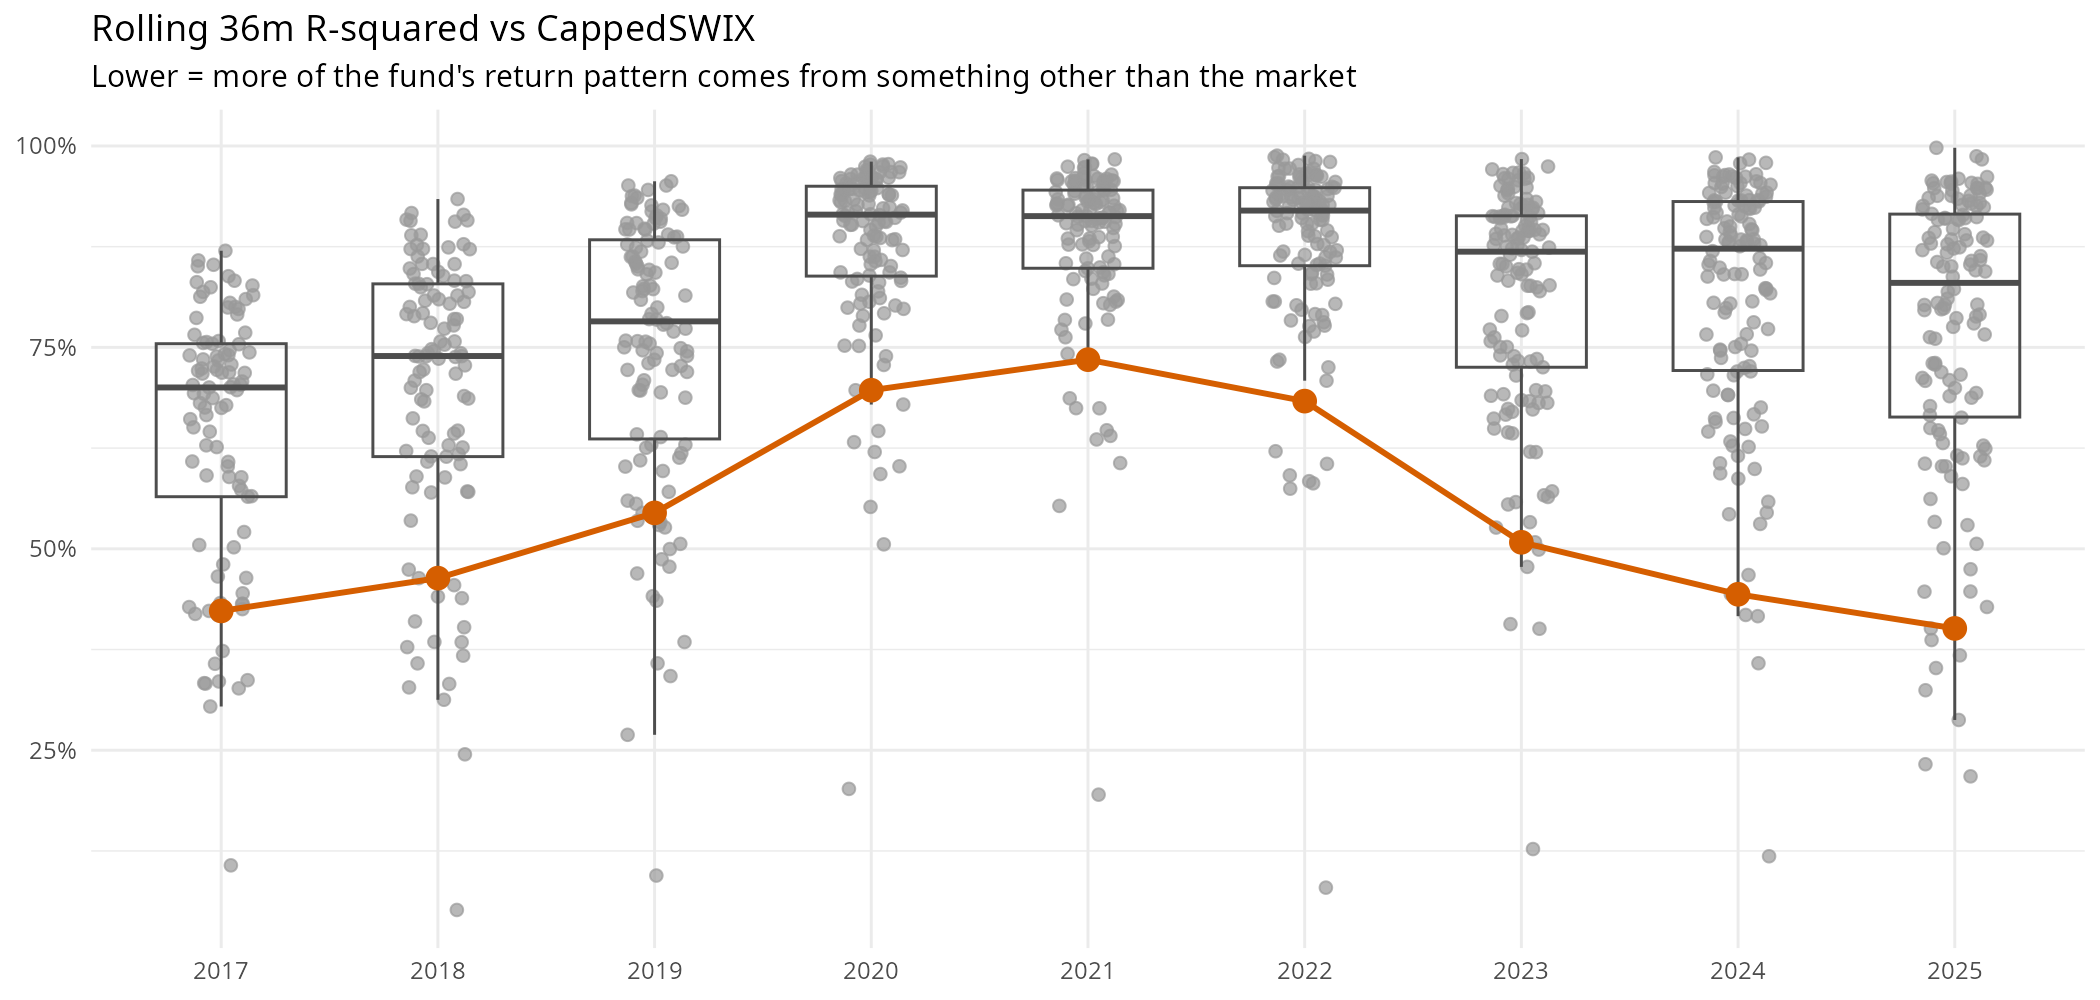 Rolling 36m R-squared vs CappedSWIX
Lower = more of the fund's return pattern comes from something other than the market
100%
75%
50%
25%
2017 2018 2019 2020 2021 2022 2023 2024 2025